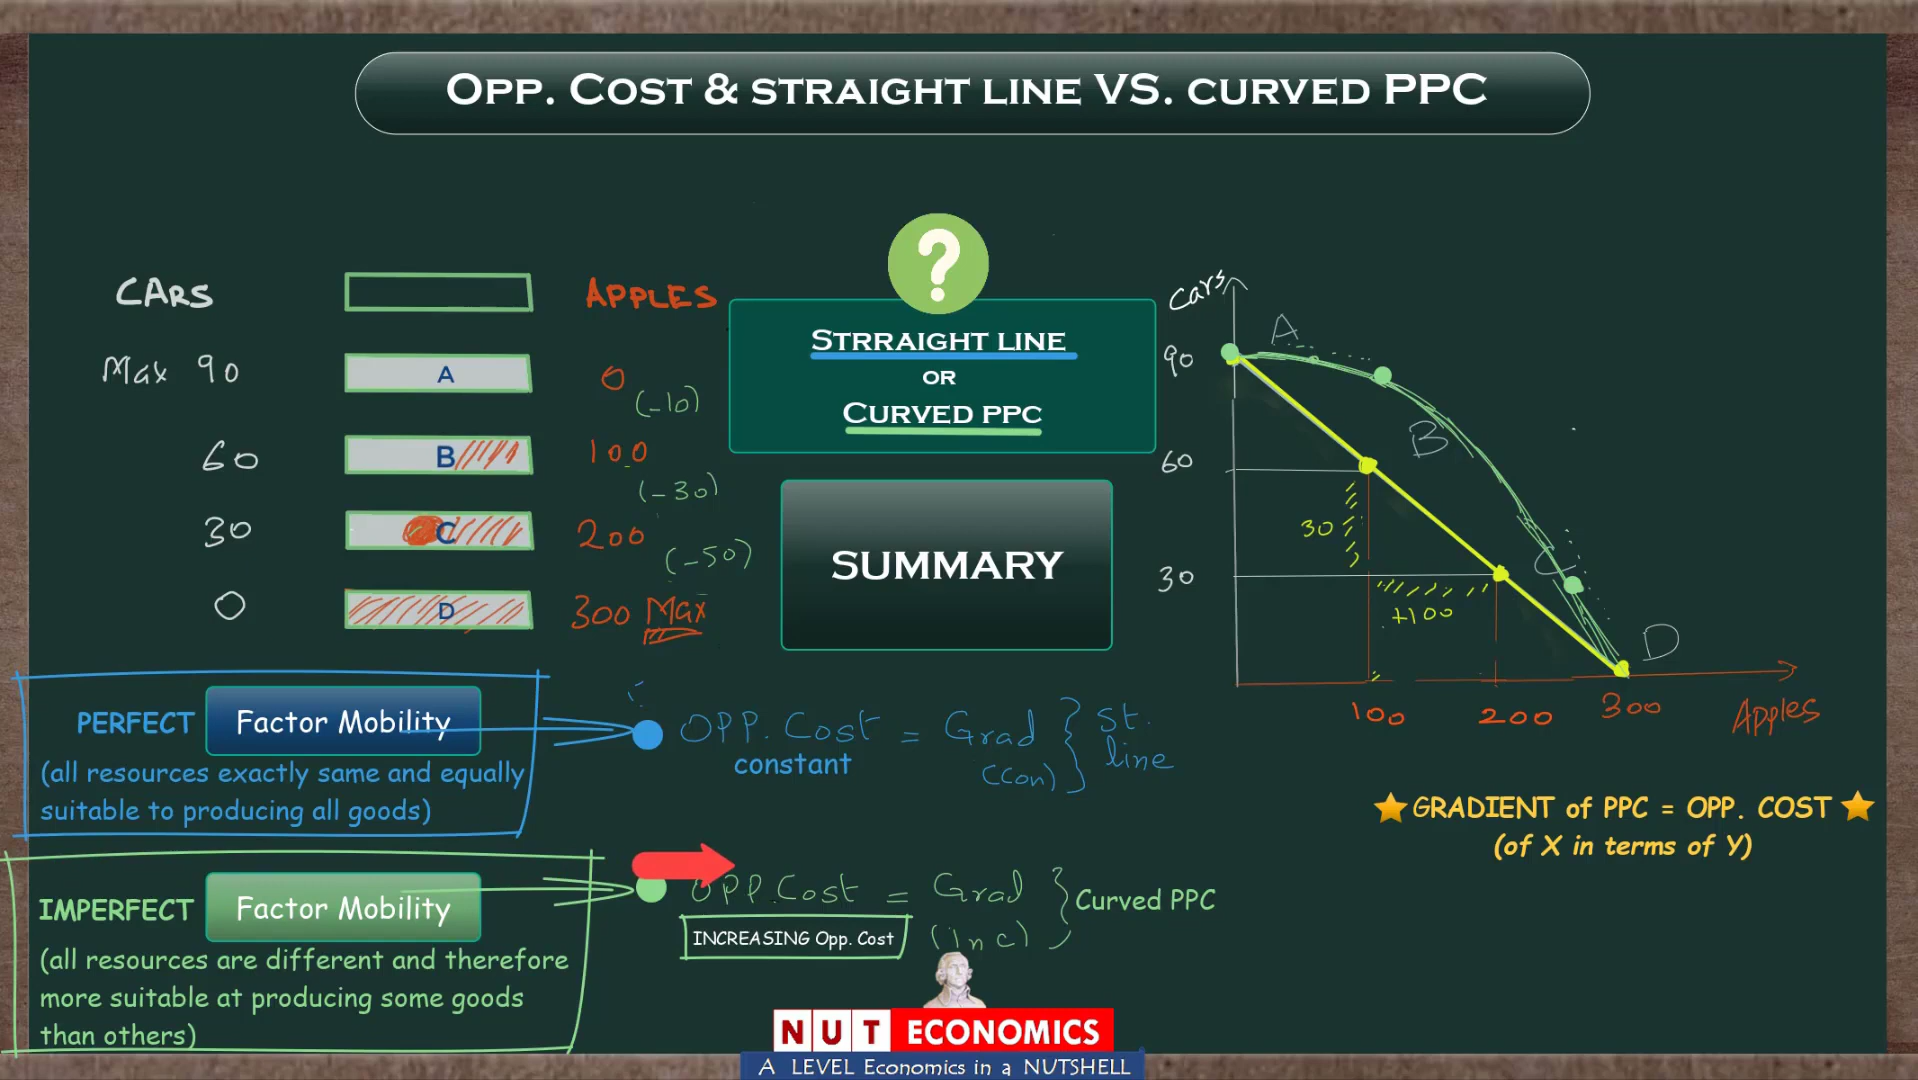 OPP. COST & STRAIGHT LINE VS. CURVED PPC
CARS
APPLES
Max 90
A
0
(-10)
60
B
100
(-30)
30
C
200
(-50)
0
D
300 Max
?
STRRAIGHT LINE
OR
CURVED PPC
SUMMARY
Cars
90
60
30
A
B
C
D
30
+100
100
200
300
Apples
PERFECT Factor Mobility
(all resources exactly same and equally
suitable to producing all goods)
OPP. Cost = Grad } St.
constant
(Con)
line
GRADIENT of PPC = OPP. COST
(of X in terms of Y)
IMPERFECT Factor Mobility
(all resources are different and therefore
more suitable at producing some goods
than others)
OPP. Cost = Grad } Curved PPC
INCREASING Opp. Cost
(inc)
NUT ECONOMICS
A LEVEL Economics in a NUTSHELL